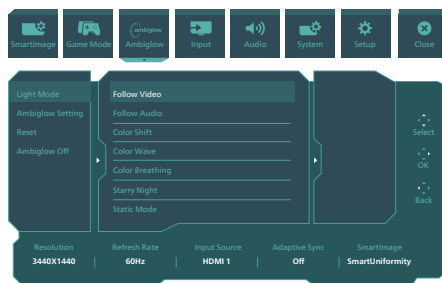 ambiglow
SmartImage Game Mode Ambiglow Input Audio System Setup Close
Light Mode
Ambiglow Setting
Reset
Ambiglow Off
Follow Video
Follow Audio
Color Shift
Color Wave
Color Breathing
Starry Night
Static Mode
Select
OK
Back
Resolution Refresh Rate Input Source Adaptive Sync SmartImage
3440X1440 | 60Hz | HDMI 1 | Off | SmartUniformity